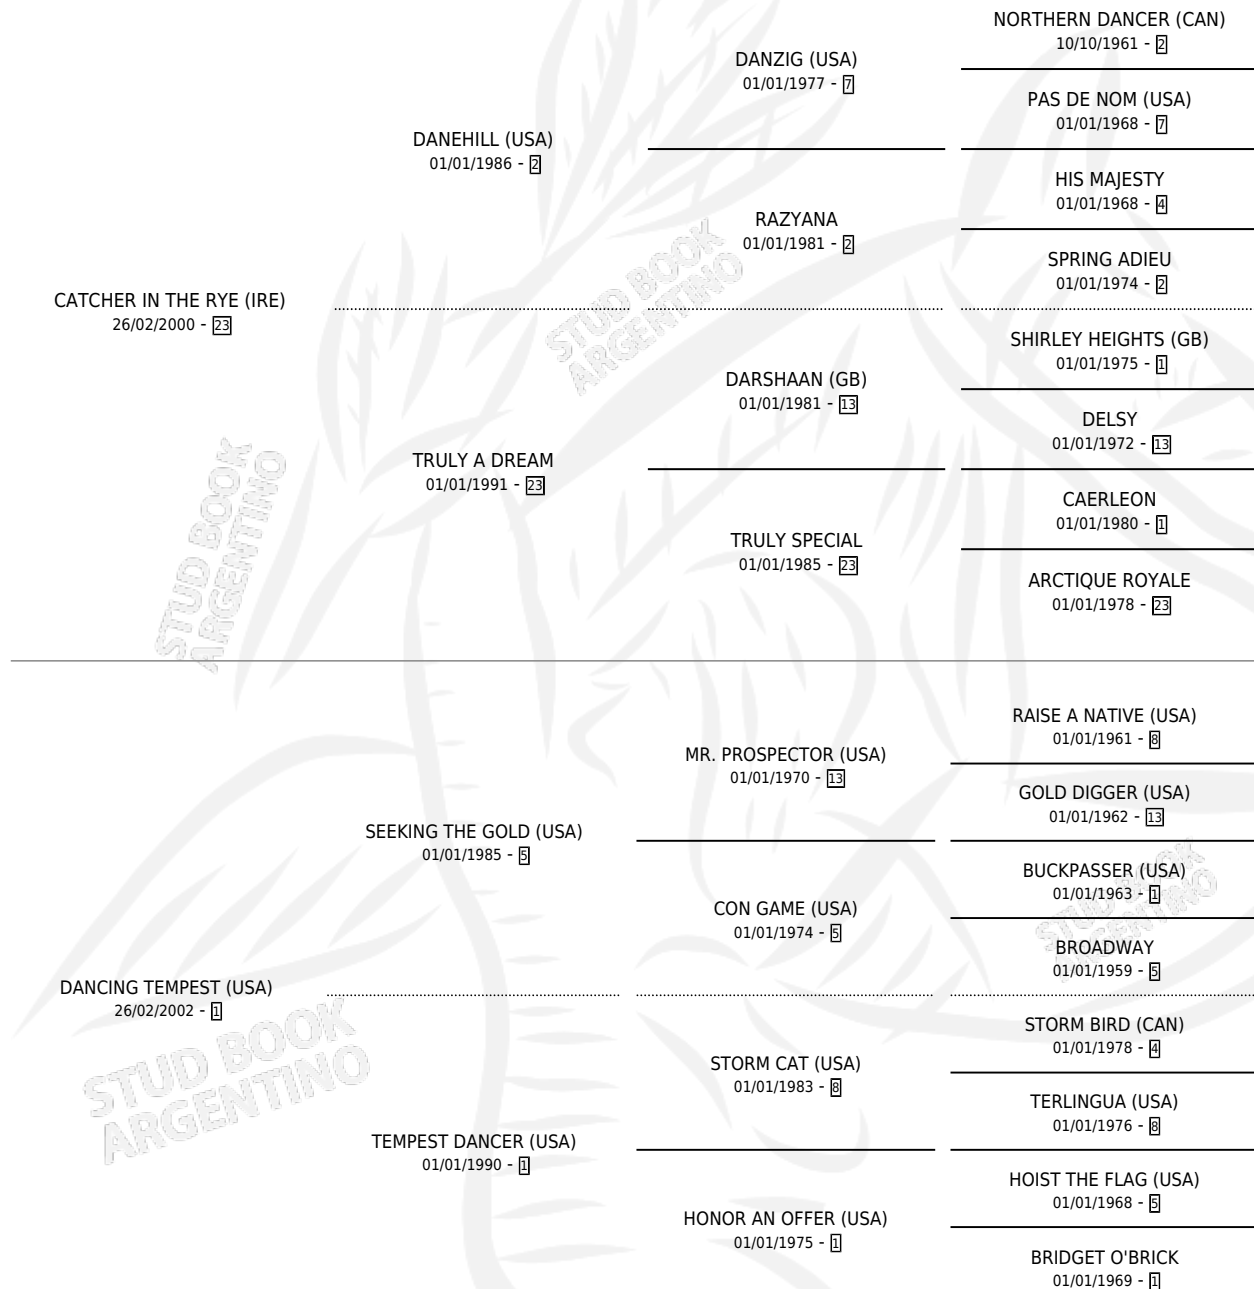 NORTHERN DANCER (CAN)
10/10/1961 - 2
DANZIG (USA)
01/01/1977 - 7
PAS DE NOM (USA)
01/01/1968 - 7
DANEHILL (USA)
01/01/1986 - 2
HIS MAJESTY
01/01/1968 - 4
RAZYANA
01/01/1981 - 2
SPRING ADIEU
01/01/1974 - 2
CATCHER IN THE RYE (IRE)
26/02/2000 - 23
SHIRLEY HEIGHTS (GB)
01/01/1975 - 1
DARSHAAN (GB)
01/01/1981 - 13
DELSY
01/01/1972 - 13
TRULY A DREAM
01/01/1991 - 23
CAERLEON
01/01/1980 - 1
TRULY SPECIAL
01/01/1985 - 23
ARCTIQUE ROYALE
01/01/1978 - 23
RAISE A NATIVE (USA)
01/01/1961 - 8
MR. PROSPECTOR (USA)
01/01/1970 - 13
GOLD DIGGER (USA)
01/01/1962 - 13
SEEKING THE GOLD (USA)
01/01/1985 - 5
BUCKPASSER (USA)
01/01/1963 - 1
CON GAME (USA)
01/01/1974 - 5
BROADWAY
01/01/1959 - 5
DANCING TEMPEST (USA)
26/02/2002 - 1
STORM BIRD (CAN)
01/01/1978 - 4
STORM CAT (USA)
01/01/1983 - 8
TERLINGUA (USA)
01/01/1976 - 8
TEMPEST DANCER (USA)
01/01/1990 - 1
HOIST THE FLAG (USA)
01/01/1968 - 5
HONOR AN OFFER (USA)
01/01/1975 - 1
BRIDGET O'BRICK
01/01/1969 - 1
STUD BOOK
ARGENTINO
STUD BOOK
ARGENTINO
STUD BOOK
ARGENTINO
STUD BOOK
ARGENTINO